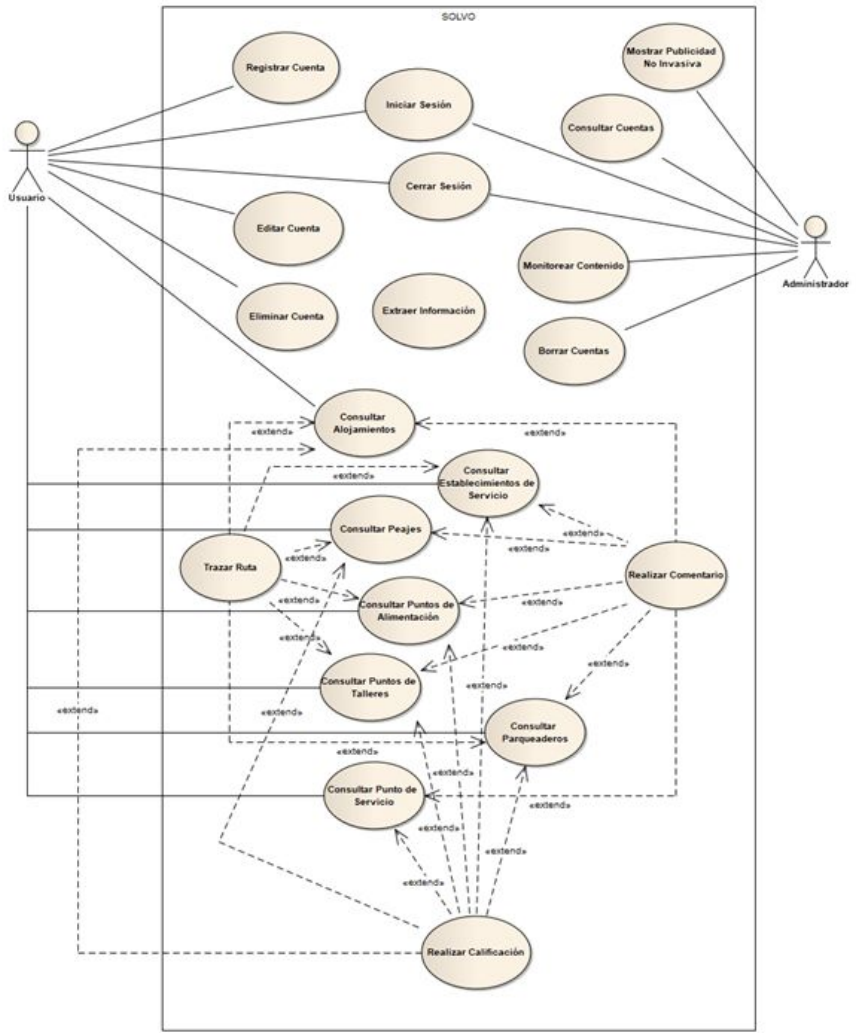 SOLVO
Mostrar Publicidad
No Invasiva
Registrar Cuenta
Iniciar Sesión
Consultar Cuentas
Cerrar Sesión
Usuario
Editar Cuenta
Monitorear Contenido
Administrador
Eliminar Cuenta
Extraer Información
Borrar Cuentas
Consultar
Alojamientos
«extend»
«extend»
Consultar
Establecimientos de
Servicio
«extend»
Consultar Peajes
«extend»
«extend»
«extend»
Trazar Ruta
Realizar Comentario
«extend»
Consultar Puntos de
Alimentación
«extend»
«extend»
«extend»
«extend»
Consultar Puntos de
Talleres
«extend»
«extend»
«extend»
«extend»
Consultar
Parqueaderos
«extend»
«extend»
Consultar Punto de
Servicio
«extend»
«extend»
«extend»
Realizar Calificación